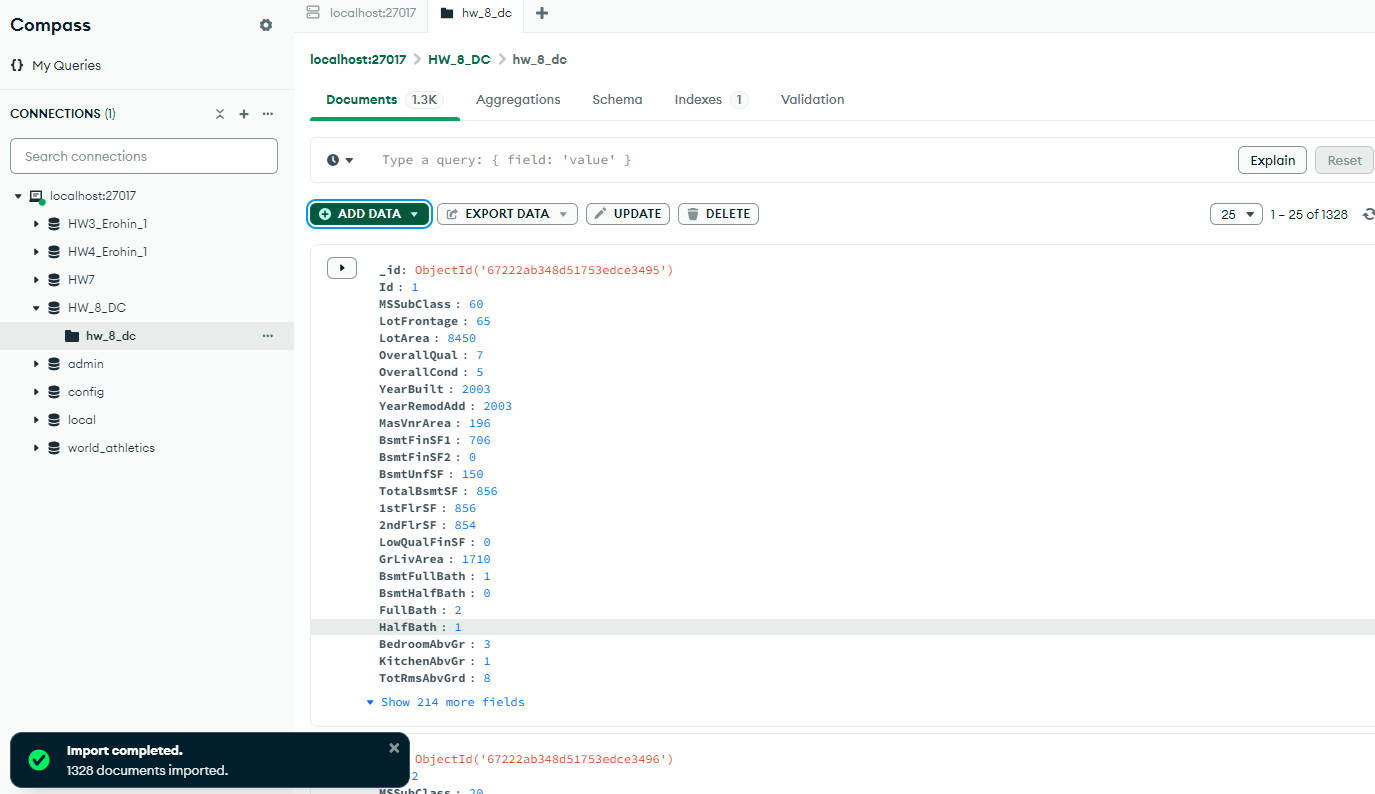 Compass
My Queries
CONNECTIONS (1)
Search connections
localhost:27017
HW3_Erohin_1
HW4_Erohin_1
HW7
HW_8_DC
hw_8_dc
admin
config
local
world_athletics
localhost:27017
hw_8_dc
localhost:27017 > HW_8_DC > hw_8_dc
Documents 1.3K Aggregations Schema Indexes 1 Validation
Type a query: { field: 'value' }
Explain Reset
ADD DATA EXPORT DATA UPDATE DELETE
25 1 – 25 of 1328
_id: ObjectId('67222ab348d51753edce3495')
Id : 1
MSSubClass : 60
LotFrontage : 65
LotArea : 8450
OverallQual : 7
OverallCond : 5
YearBuilt : 2003
YearRemodAdd : 2003
MasVnrArea : 196
BsmtFinSF1 : 706
BsmtFinSF2 : 0
BsmtUnfSF : 150
TotalBsmtSF : 856
1stFlrSF : 856
2ndFlrSF : 854
LowQualFinSF : 0
GrLivArea : 1710
BsmtFullBath : 1
BsmtHalfBath : 0
FullBath : 2
HalfBath : 1
BedroomAbvGr : 3
KitchenAbvGr : 1
TotRmsAbvGrd : 8
Show 214 more fields
ObjectId('67222ab348d51753edce3496')
2
MSSubClass : 20
Import completed.
1328 documents imported.